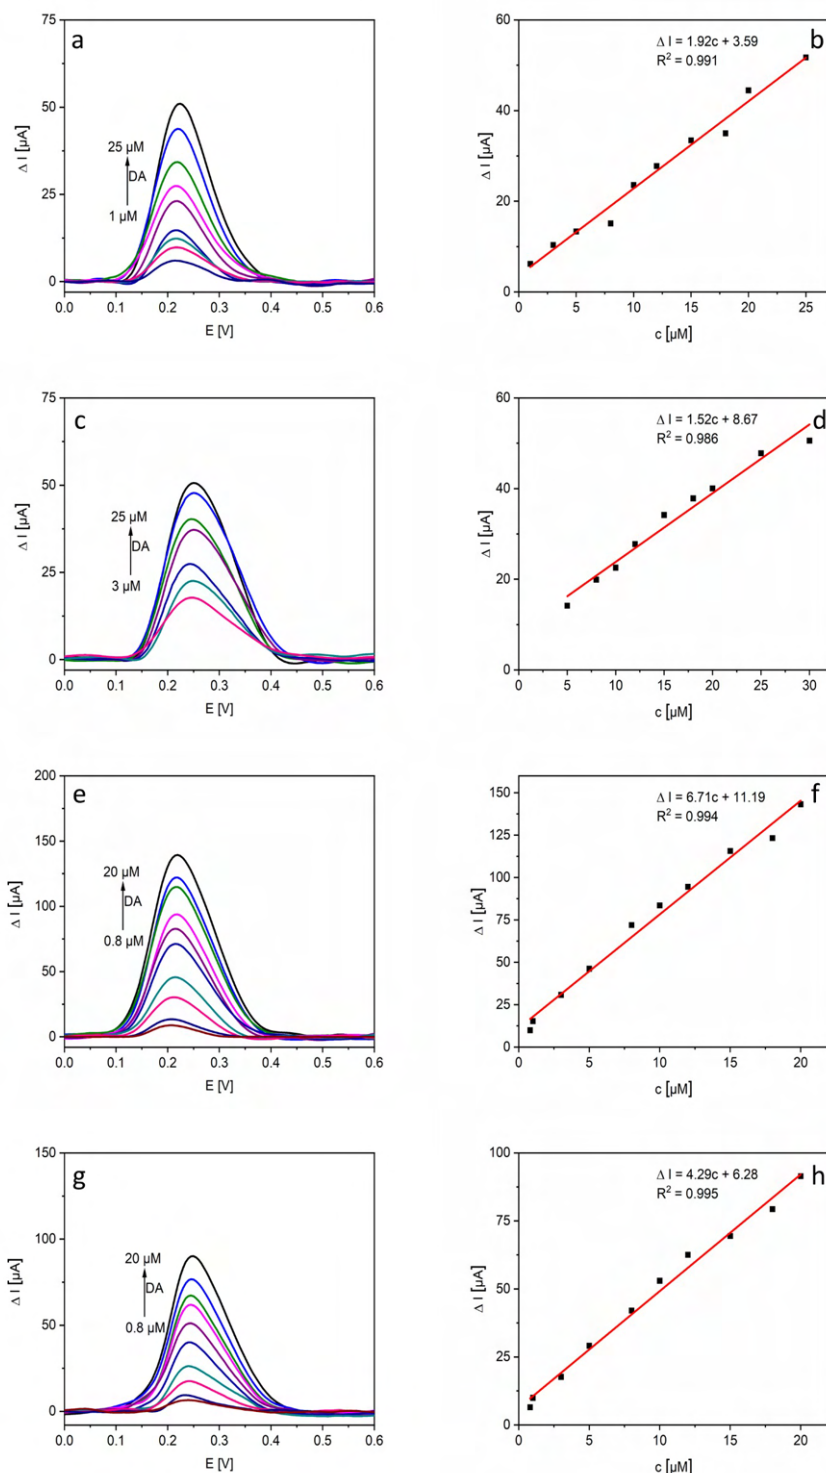 a
75
50
25
0
Δ I [µA]
25 µM
DA
1 µM
0.0 0.1 0.2 0.3 0.4 0.5 0.6
E [V]
b
Δ I = 1.92c + 3.59
R² = 0.991
60
40
20
0
Δ I [µA]
0 5 10 15 20 25
c [µM]
c
75
50
25
0
Δ I [µA]
25 µM
DA
3 µM
0.0 0.1 0.2 0.3 0.4 0.5 0.6
E [V]
d
Δ I = 1.52c + 8.67
R² = 0.986
60
40
20
0
Δ I [µA]
0 5 10 15 20 25 30
c [µM]
e
200
150
100
50
0
Δ I [µA]
20 µM
DA
0.8 µM
0.0 0.1 0.2 0.3 0.4 0.5 0.6
E [V]
f
Δ I = 6.71c + 11.19
R² = 0.994
150
125
100
75
50
25
0
Δ I [µA]
0 5 10 15 20
c [µM]
g
150
100
50
0
Δ I [µA]
20 µM
DA
0.8 µM
0.0 0.1 0.2 0.3 0.4 0.5 0.6
E [V]
h
Δ I = 4.29c + 6.28
R² = 0.995
100
75
50
25
0
Δ I [µA]
0 5 10 15 20
c [µM]